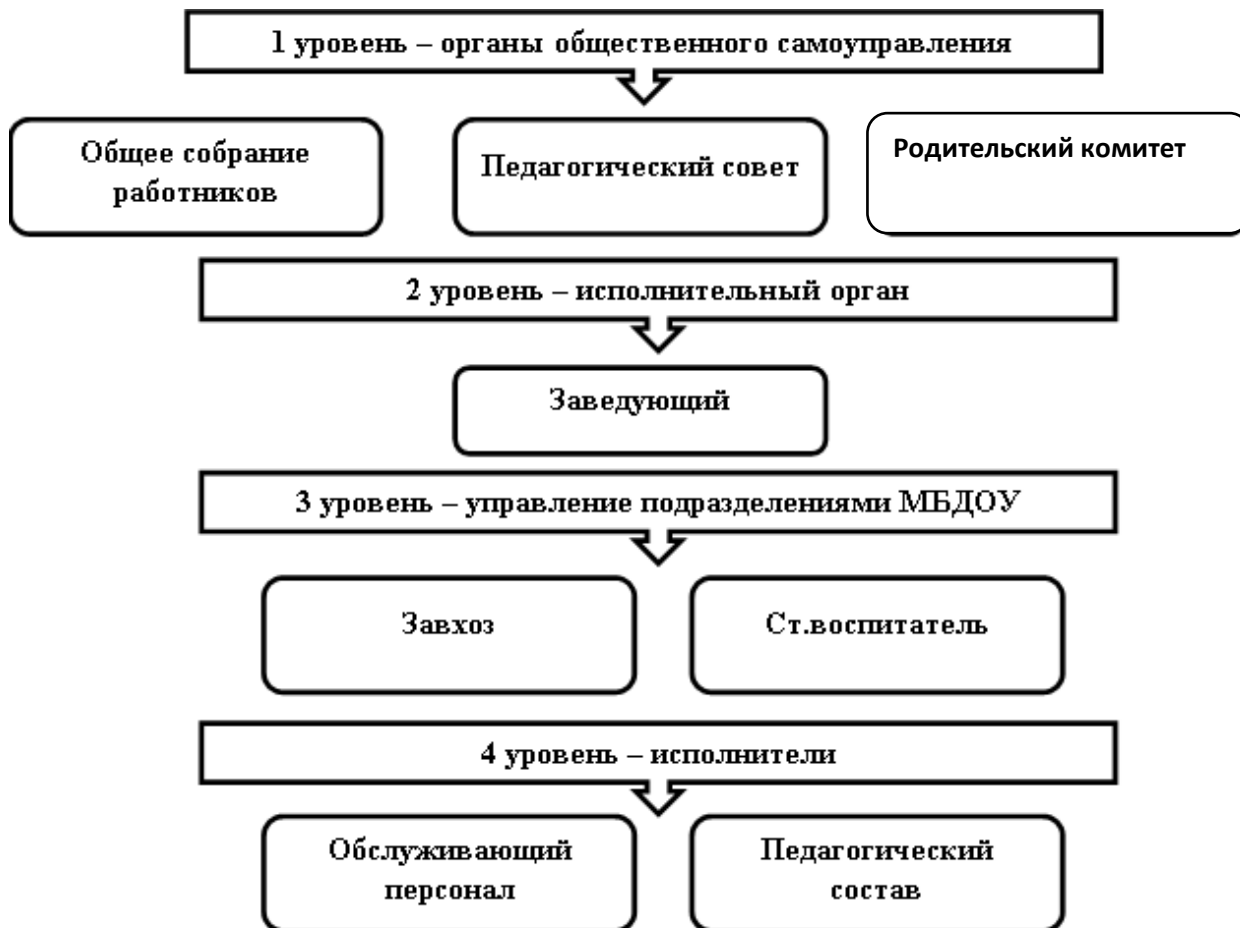 1 уровень – органы общественного самоуправления
Общее собрание
работников
Педагогический совет
Родительский комитет
2 уровень – исполнительный орган
Заведующий
3 уровень – управление подразделениями МБДОУ
Завхоз
Ст.воспитатель
4 уровень – исполнители
Обслуживающий
персонал
Педагогический
состав